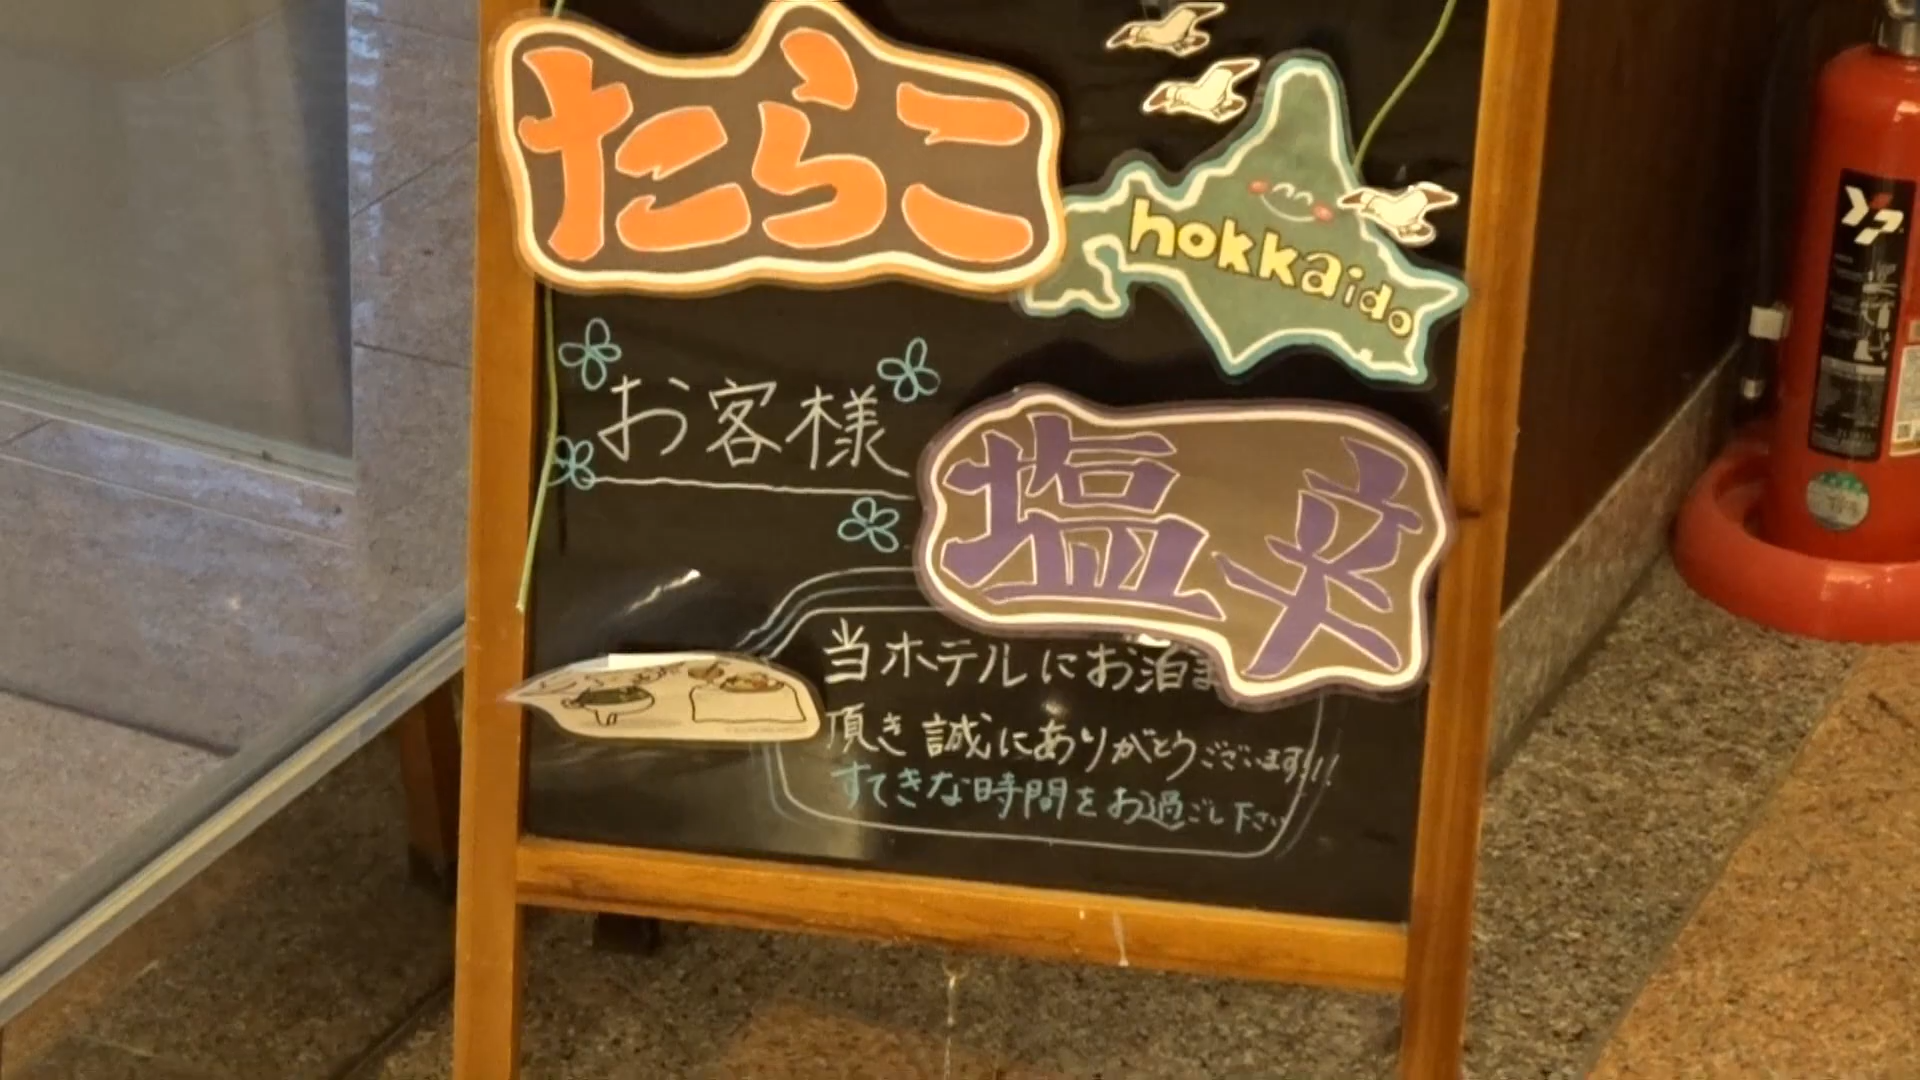 たらこ
hokkaido
お客様
塩辛
当ホテルにお泊ま
頂き誠にありがとうございます!!!
すてきな時間をお過ごし下さい